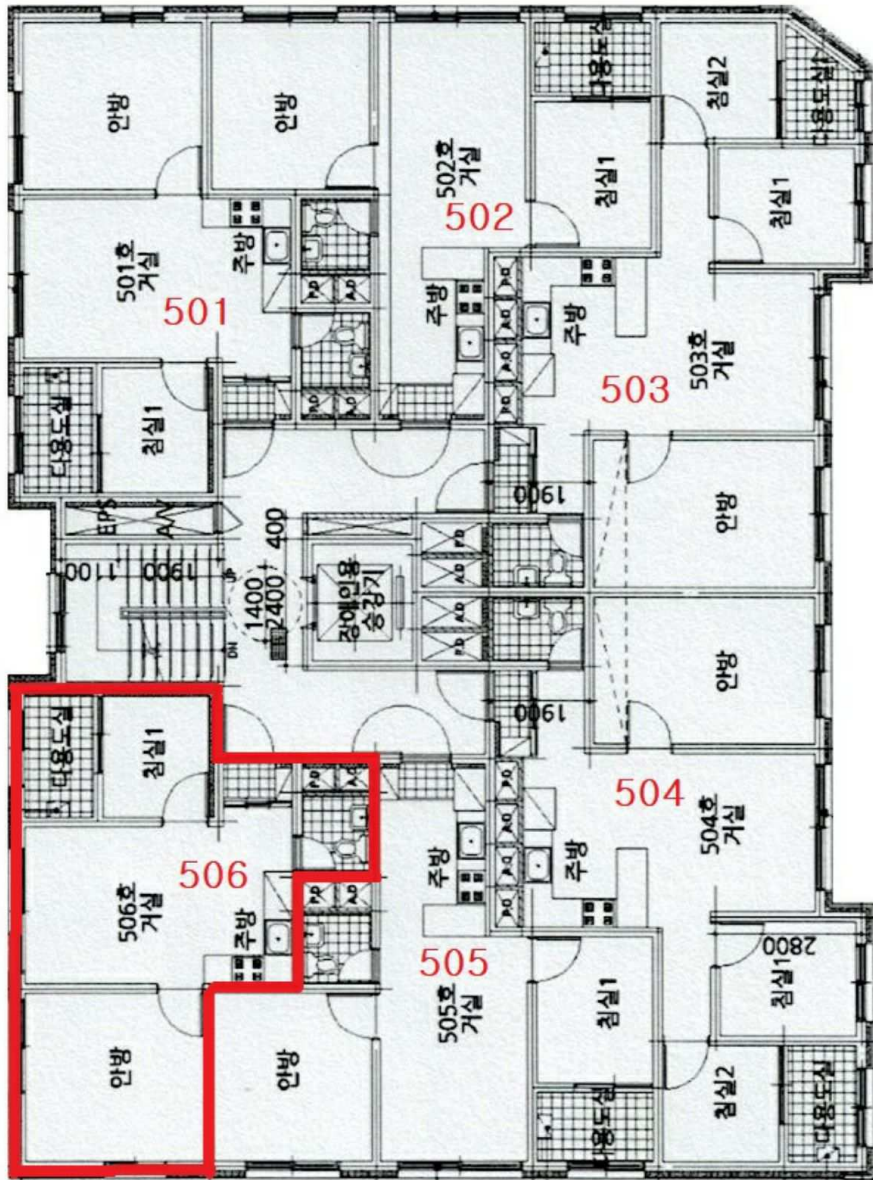 안방
안방
다용도실
침실2
다용도실1
침실1
침실1
502호
거실
502
주방
501호
거실
501
주방
P.D
A.D
P.D
A.D
주방
503호
거실
503
P.D
A.D
A.D
P.D
다용도실
침실1
EPS
A/V
400
1900
안방
P.D
A.D
A.D
P.D
1100
1900
UP
DN
1400
2400
장애인용
승강기
안방
1900
다용도실
침실1
P.D
A.D
504
504호
거실
주방
P.D
A.D
A.D
P.D
506
506호
거실
주방
P.D
A.D
주방
505
505호
거실
2800
침실1
침실1
안방
안방
다용도실
침실2
다용도실